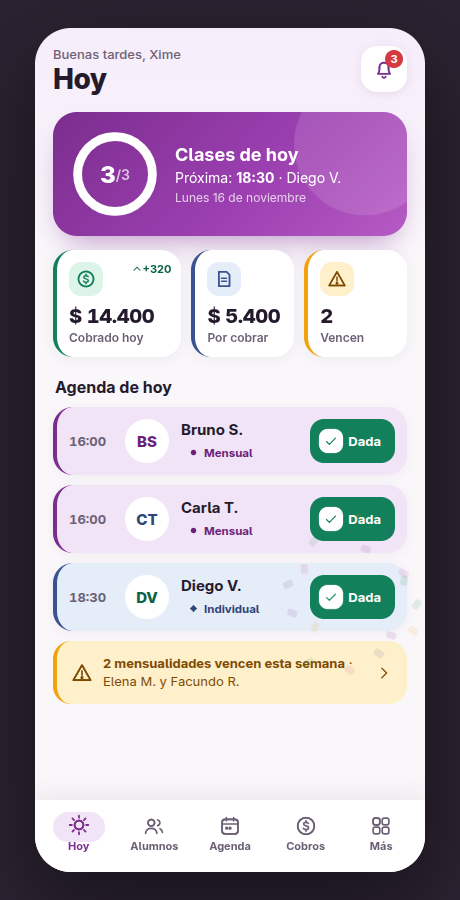 Buenas tardes, Xime
Hoy
3
3/3
Clases de hoy
Próxima: 18:30 · Diego V.
Lunes 16 de noviembre
+320
$ 14.400
Cobrado hoy
$ 5.400
Por cobrar
2
Vencen
Agenda de hoy
16:00
BS
Bruno S.
Mensual
Dada
16:00
CT
Carla T.
Mensual
Dada
18:30
DV
Diego V.
Individual
Dada
2 mensualidades vencen esta semana ·
Elena M. y Facundo R.
Hoy
Alumnos
Agenda
Cobros
Más